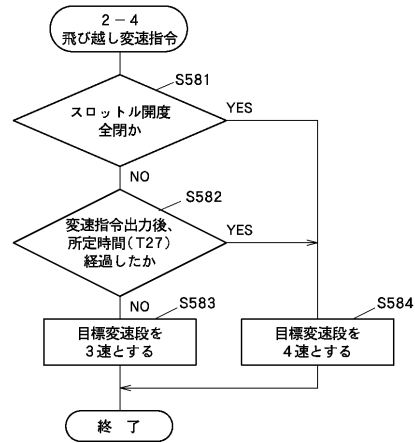 2－4
飛び越し変速指令
S581
スロットル開度
全閉か
YES
NO
S582
変速指令出力後、
所定時間(T27)
経過したか
YES
NO
S583
目標変速段を
3速とする
S584
目標変速段を
4速とする
終 了